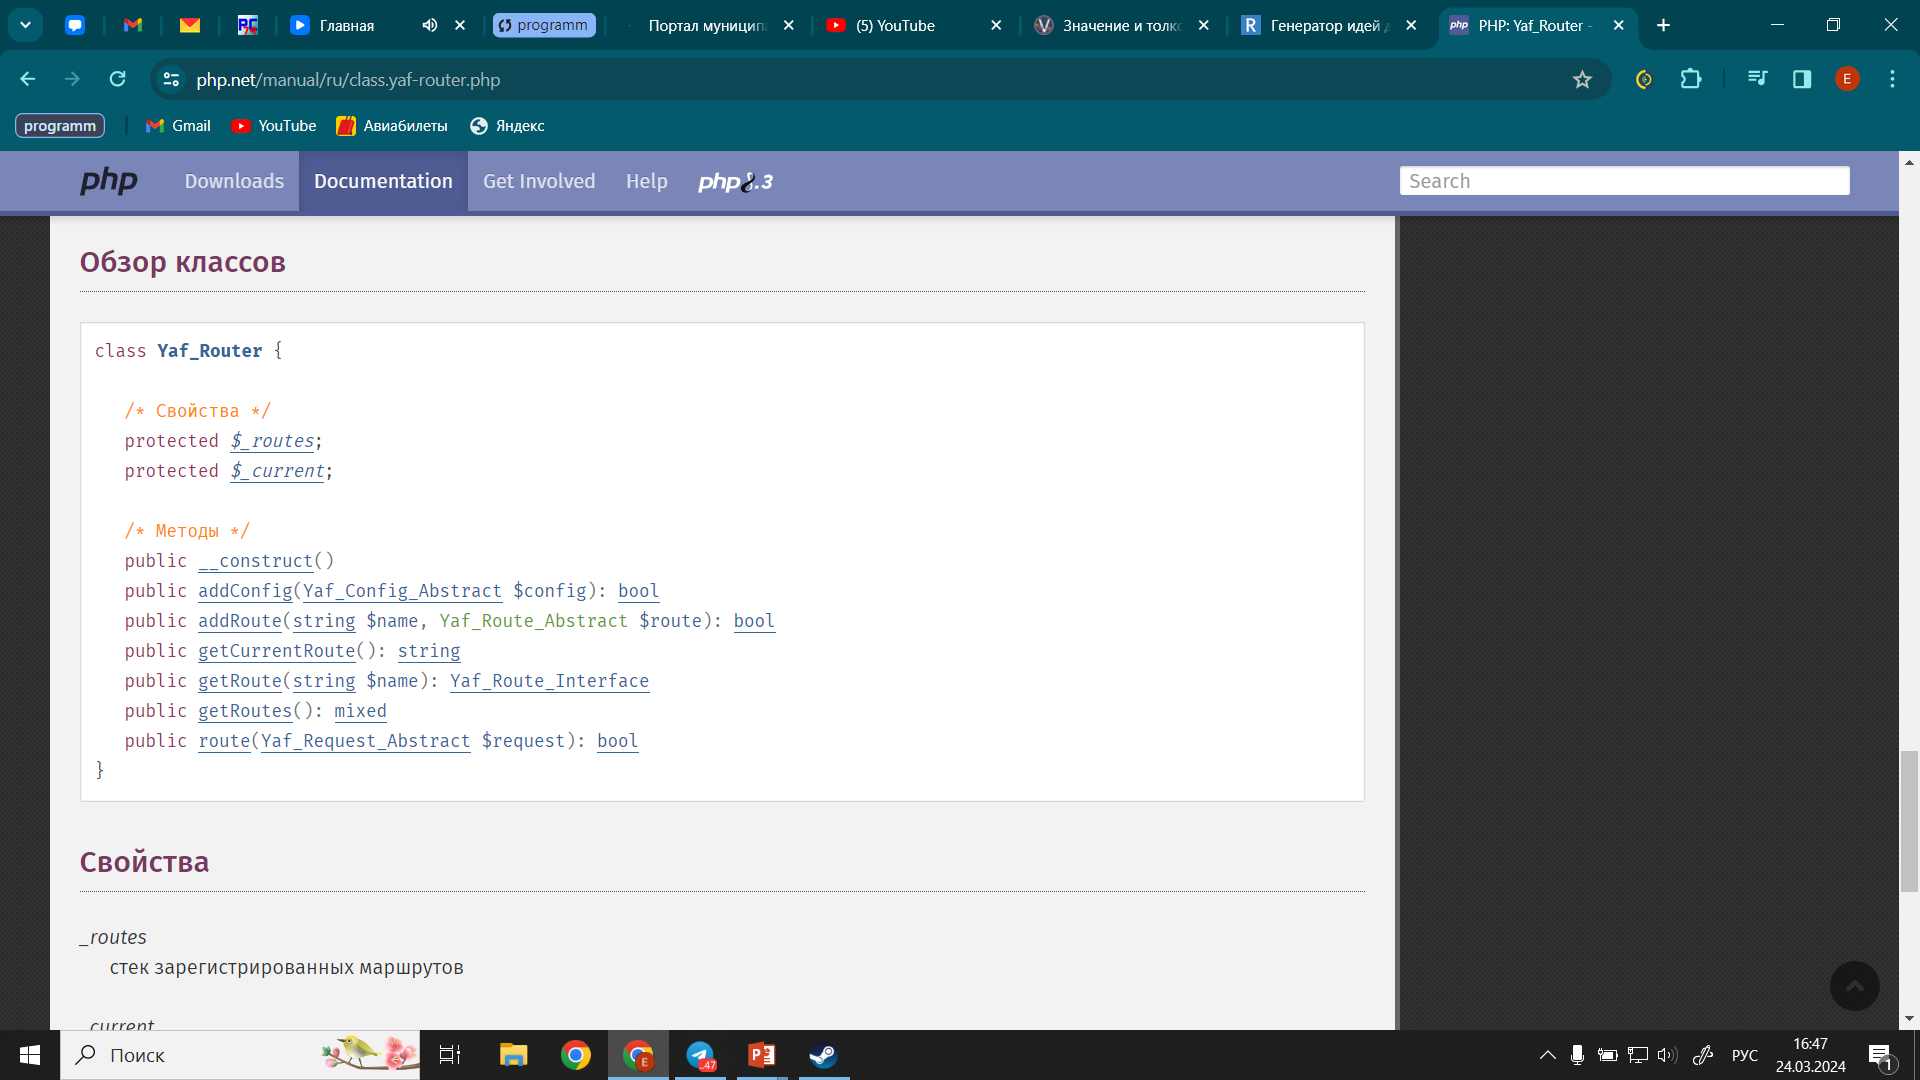 Главная
programm
Портал муницип
(5) YouTube
Значение и толк
Генератор идей д
php
PHP: Yaf_Router -
php.net/manual/ru/class.yaf-router.php
E
programm
Gmail
YouTube
Авиабилеты
Яндекс
php
Downloads
Documentation
Get Involved
Help
php8.3
Search
Обзор классов
class Yaf_Router {
/* Свойства */
protected $_routes;
protected $_current;
/* Методы */
public __construct()
public addConfig(Yaf_Config_Abstract $config): bool
public addRoute(string $name, Yaf_Route_Abstract $route): bool
public getCurrentRoute(): string
public getRoute(string $name): Yaf_Route_Interface
public getRoutes(): mixed
public route(Yaf_Request_Abstract $request): bool
}
Свойства
_routes
стек зарегистрированных маршрутов
_current
Поиск
РУС
16:47
24.03.2024
1